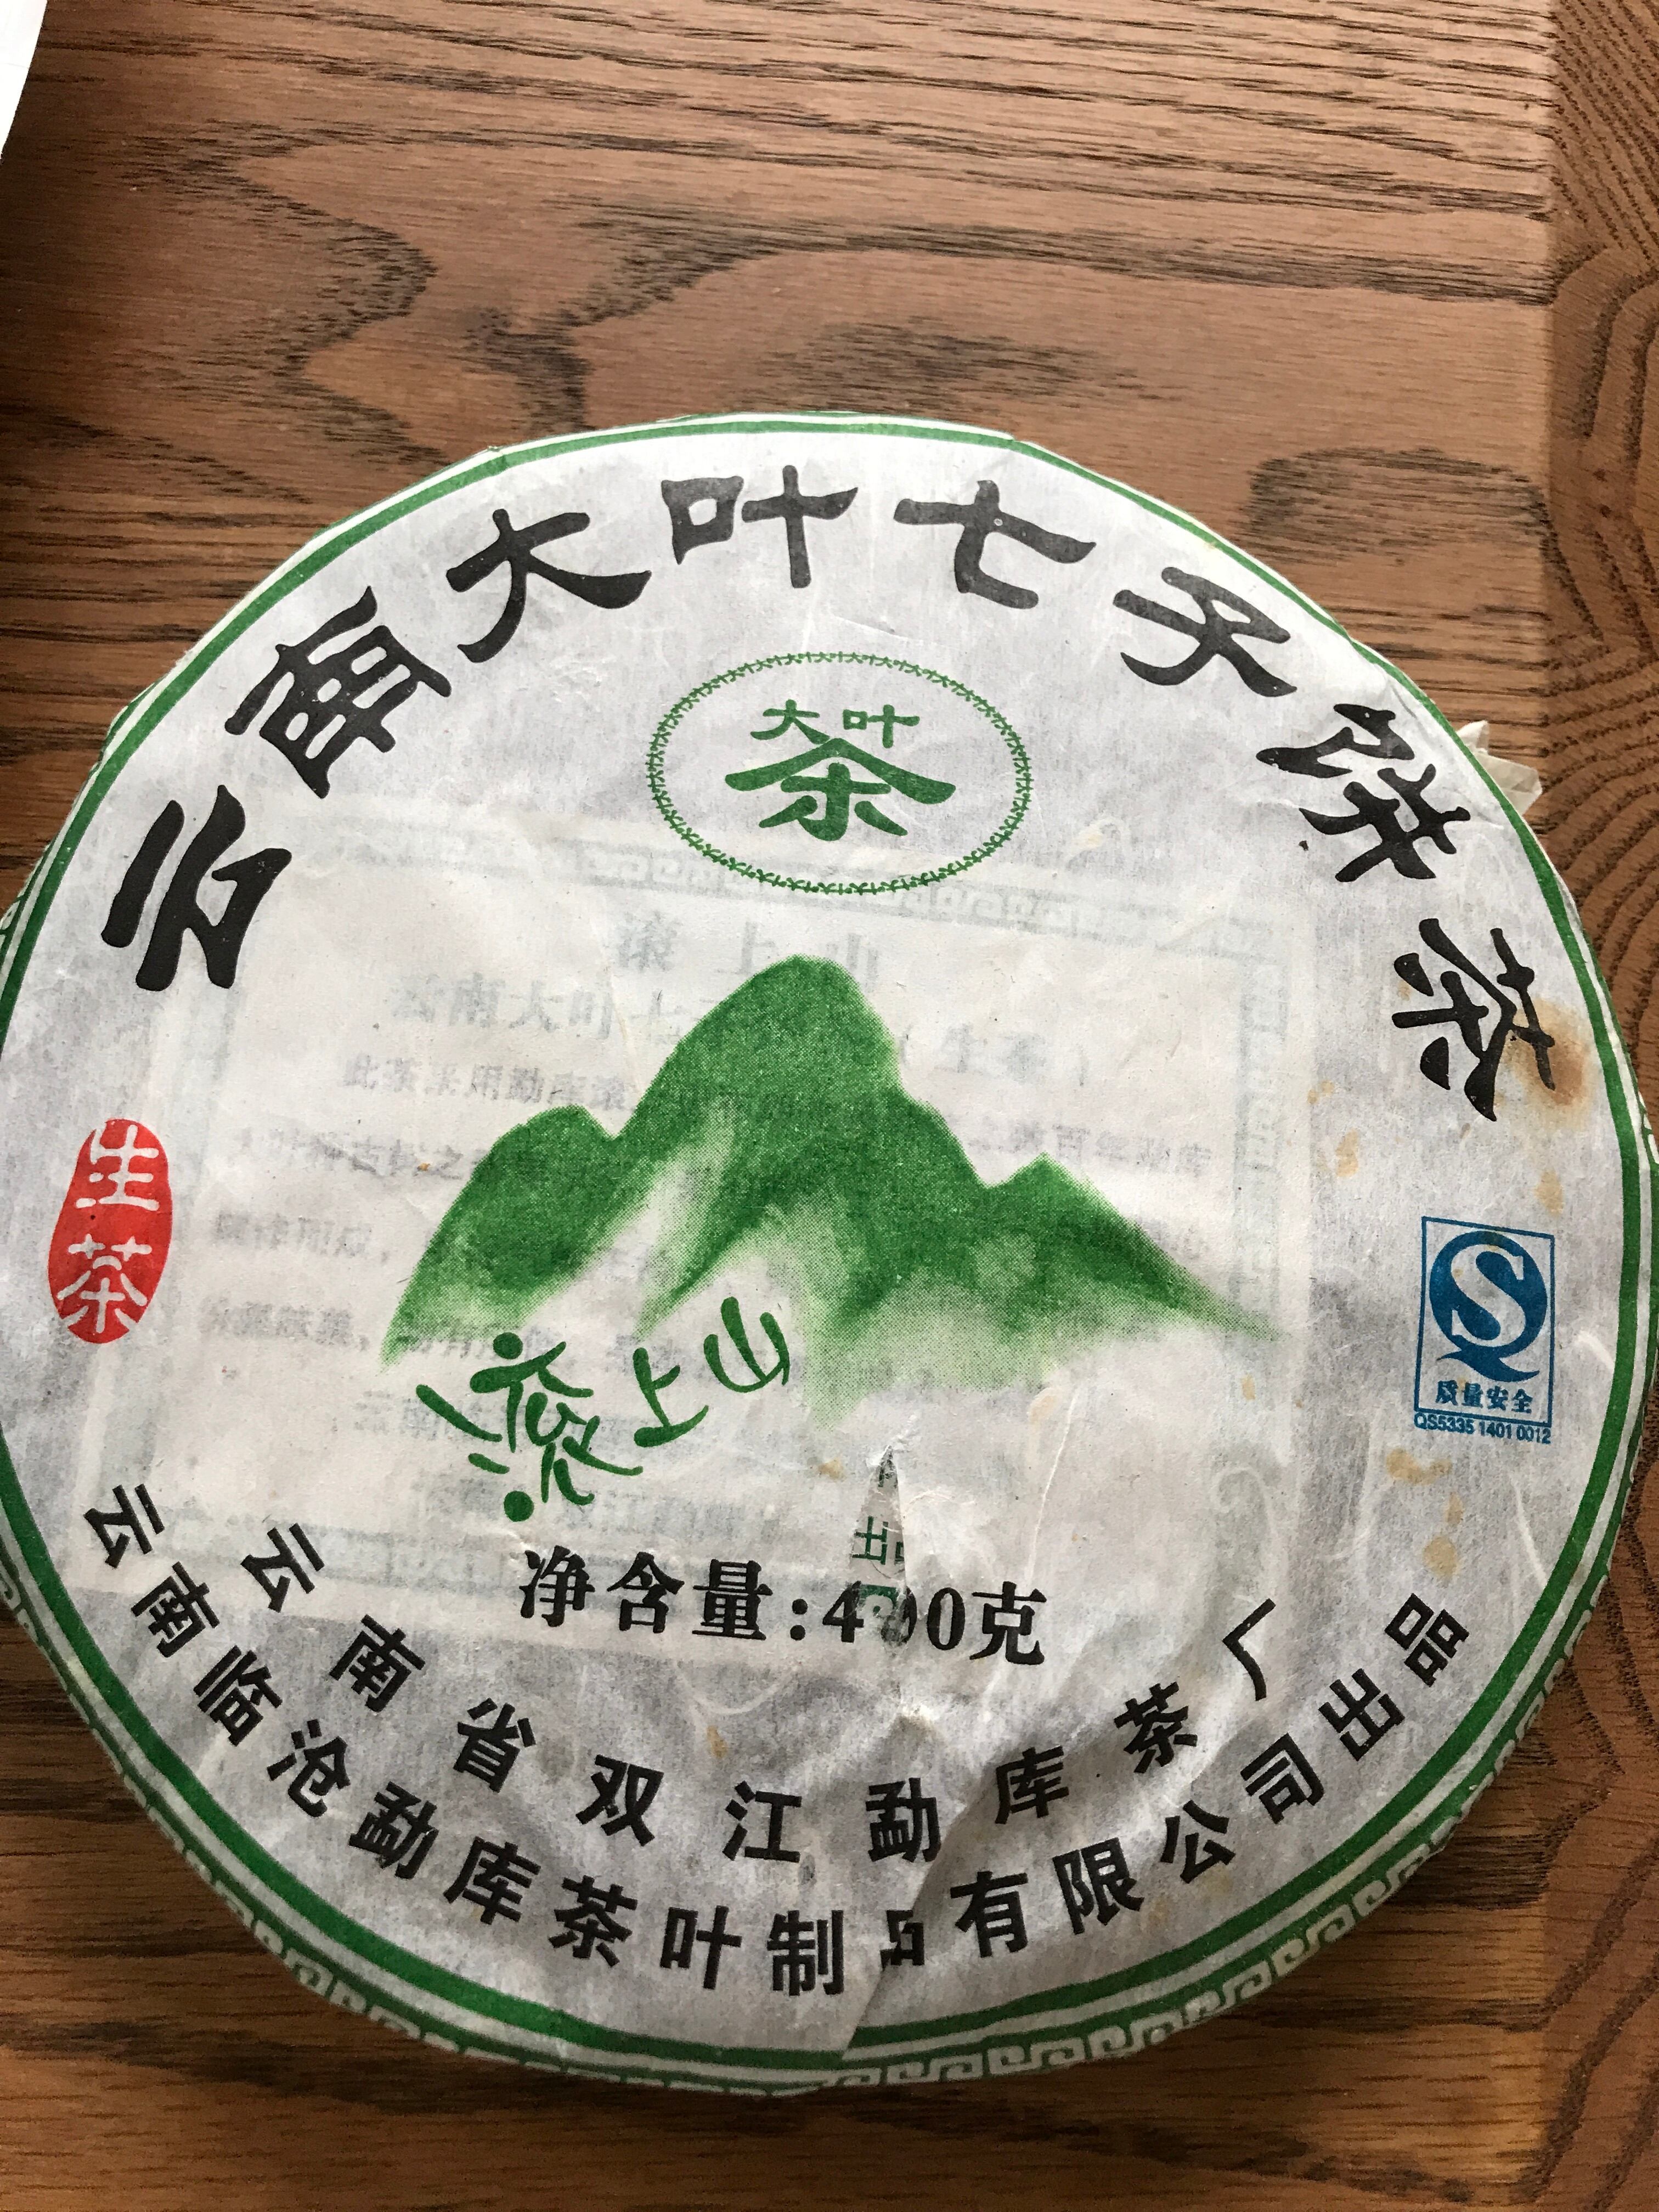 云南大叶七子饼茶
大叶
茶
生茶
上山
质量安全
QS5335 1401 0012
净含量:400克
云南省双江勐库茶厂
云南临沧勐库茶叶制品有限公司出品